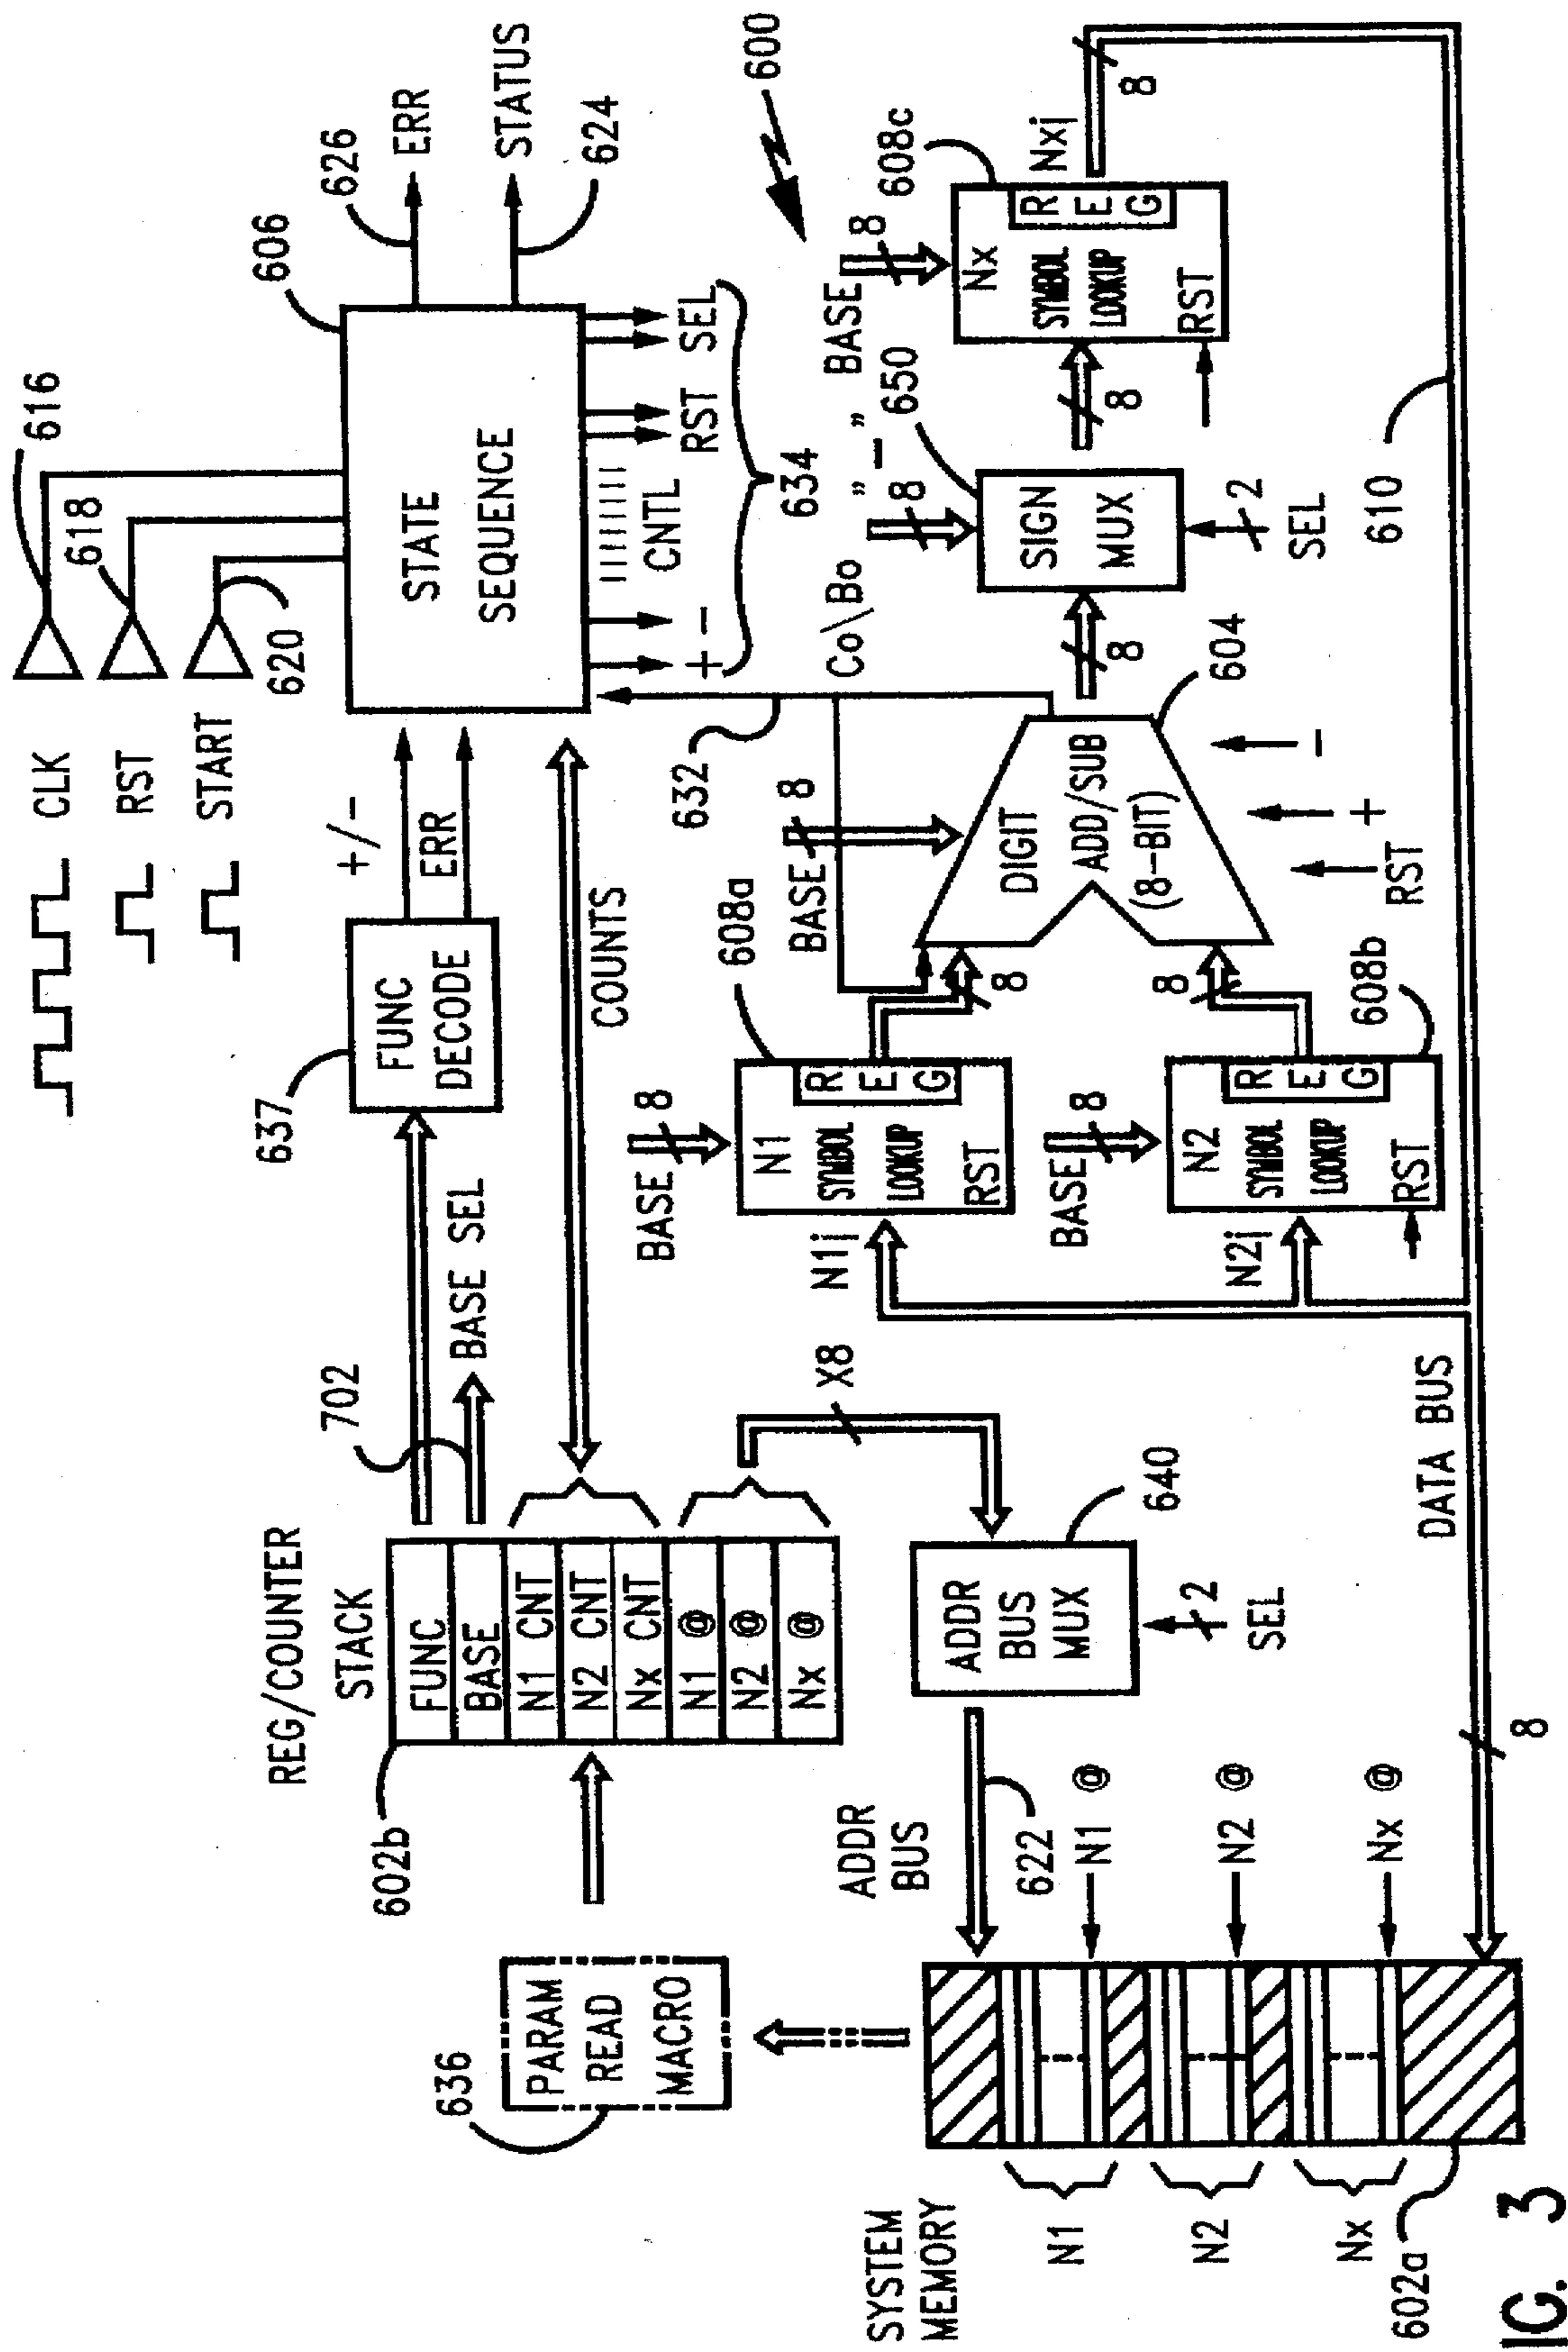 CLK
RST
START
616
618
620
606
STATE
SEQUENCE
626
ERR
STATUS
624
+ -
CNTL
RST
SEL
634
637
FUNC
DECODE
+/-
ERR
REG/COUNTER
STACK
602b
FUNC
BASE
N1 CNT
N2 CNT
Nx CNT
N1 @
N2 @
Nx @
702
BASE SEL
COUNTS
X8
636
PARAM
READ
MACRO
ADDR
BUS
622
ADDR
BUS
MUX
640
2
SEL
SYSTEM
MEMORY
N1
N2
Nx
602a
N1 @
N2 @
Nx @
DATA BUS
8
BASE
8
608a
N1
SYMBOL
LOOKUP
RST
REG
N1j
8
BASE
8
608b
N2
SYMBOL
LOOKUP
RST
REG
N2j
8
632
Co\Bo
BASE
8
DIGIT
ADD/SUB
(8-BIT)
604
RST
+
-
8
"-"
8
650
SIGN
MUX
2
SEL
8
600
BASE
8
608c
Nx
SYMBOL
LOOKUP
RST
REG
Nxj
8
610
IG. 3